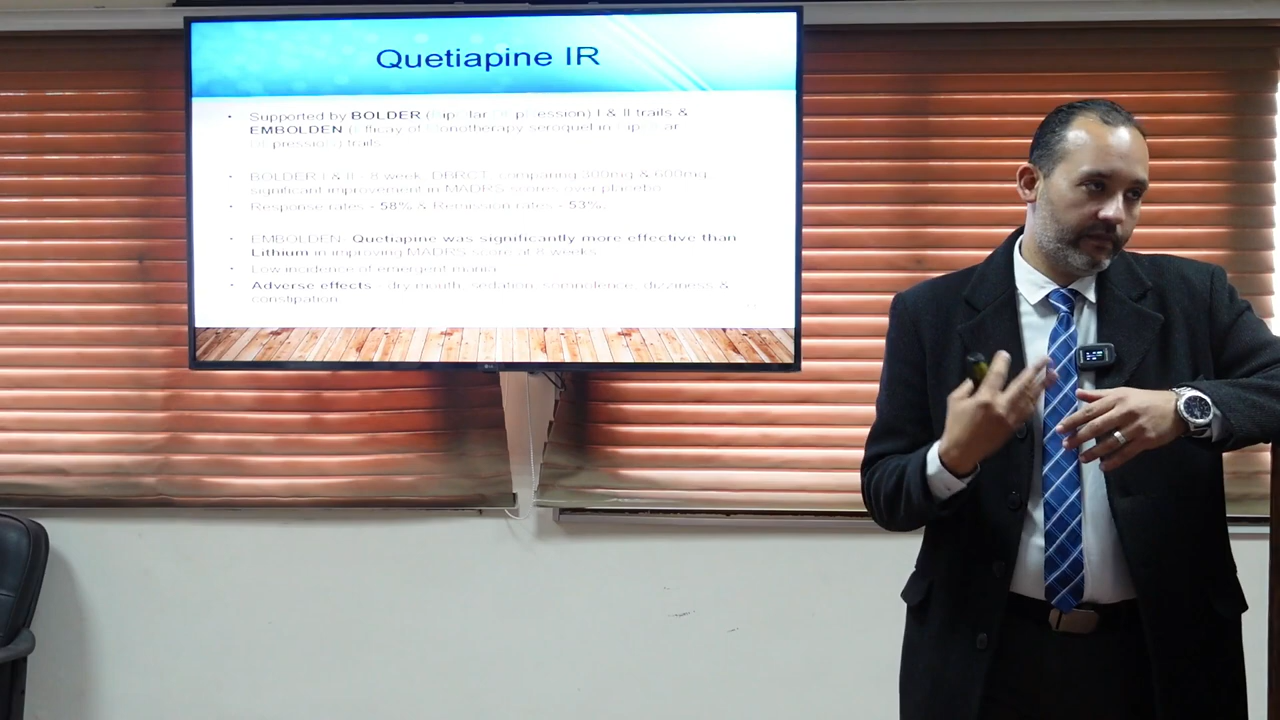 Quetiapine IR
• Supported by BOLDER (Bipolar Depression) I & II trails &
EMBOLDEN (Efficay of Monotherapy seroquel in Bipolar
Depression) trails
• BOLDER I & II - 8 week, DBRCT, comparing 300mg & 600mg
significant improvement in MADRS scores over placebo
• Response rates - 58% & Remission rates - 53%,
• EMBOLDEN: Quetiapine was significantly more effective than
Lithium in improving MADRS score at 8 weeks
• Low incidence of emergent mania
• Adverse effects - dry mouth, sedation, somnolence, dizziness &
constipation
LG